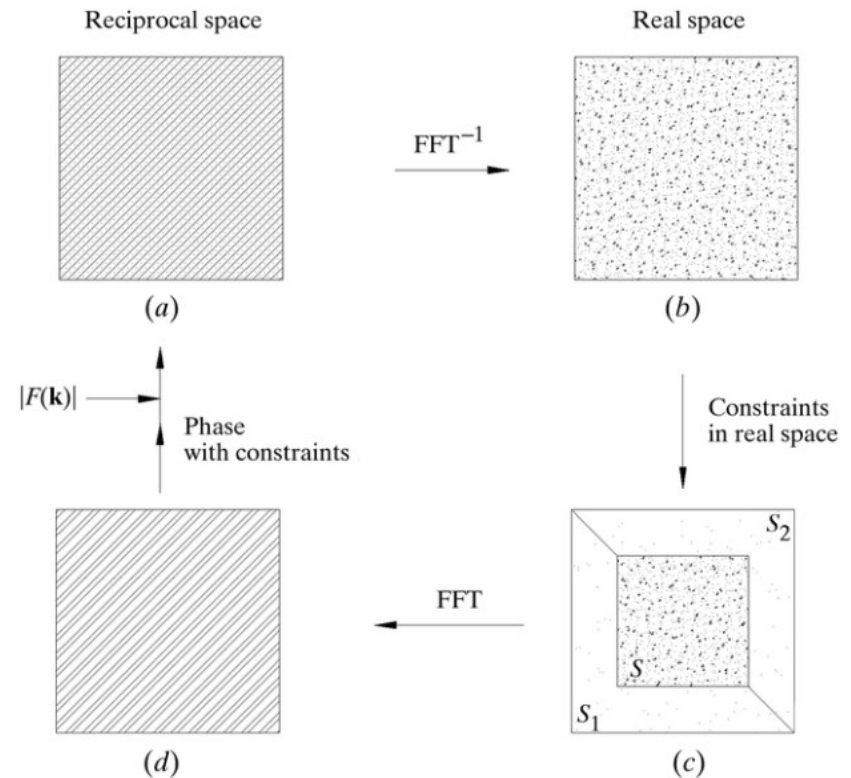 Reciprocal space
Real space
FFT⁻¹
(a)
(b)
|F(k)|
Phase
with constraints
Constraints
in real space
S₂
FFT
S
S₁
(d)
(c)